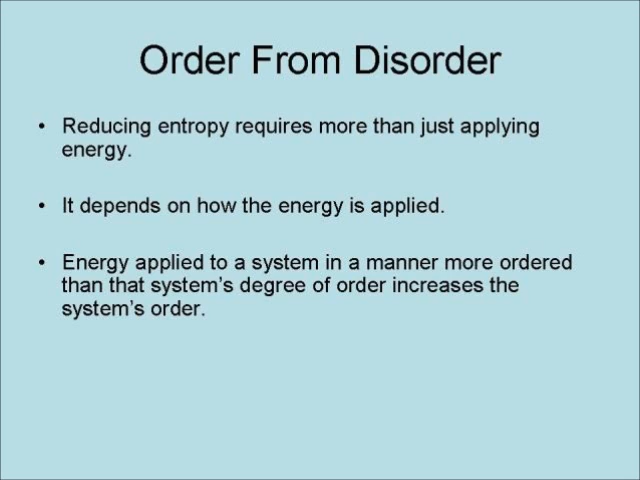 Order From Disorder
• Reducing entropy requires more than just applying
energy.
• It depends on how the energy is applied.
• Energy applied to a system in a manner more ordered
than that system's degree of order increases the
system's order.